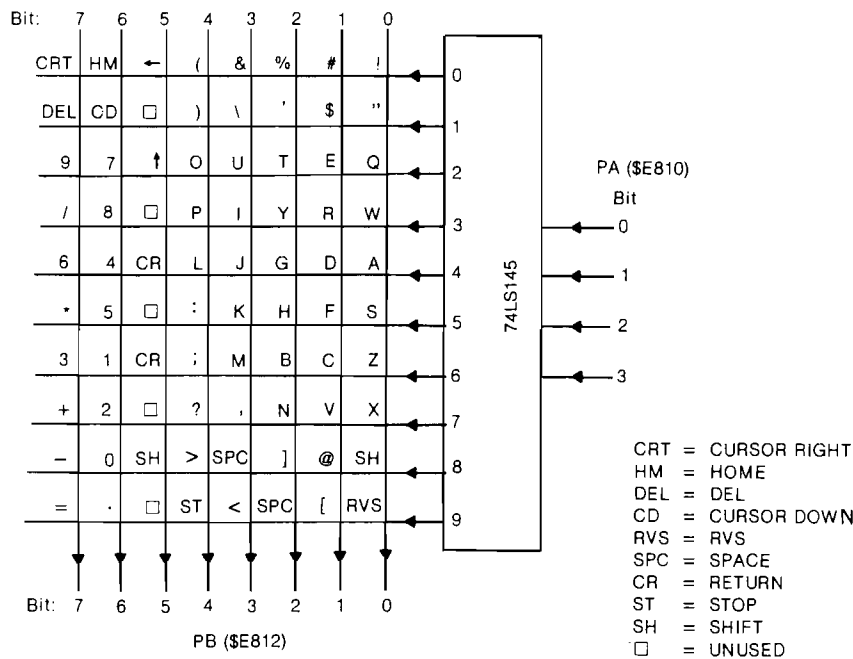 Bit: 7 6 5 4 3 2 1 0
CRT HM ← ( & % # ! 0
DEL CD □ ) \ ' $ " 1
9 7 ↑ O U T E Q 2
/ 8 □ P I Y R W 3
6 4 CR L J G D A 4
* 5 □ : K H F S 5
3 1 CR ; M B C Z 6
+ 2 □ ? , N V X 7
– 0 SH > SPC ] @ SH 8
= . □ ST < SPC [ RVS 9
Bit: 7 6 5 4 3 2 1 0
PB ($E812)
74LS145
PA ($E810)
Bit
0
1
2
3
CRT = CURSOR RIGHT
HM = HOME
DEL = DEL
CD = CURSOR DOWN
RVS = RVS
SPC = SPACE
CR = RETURN
ST = STOP
SH = SHIFT
□ = UNUSED